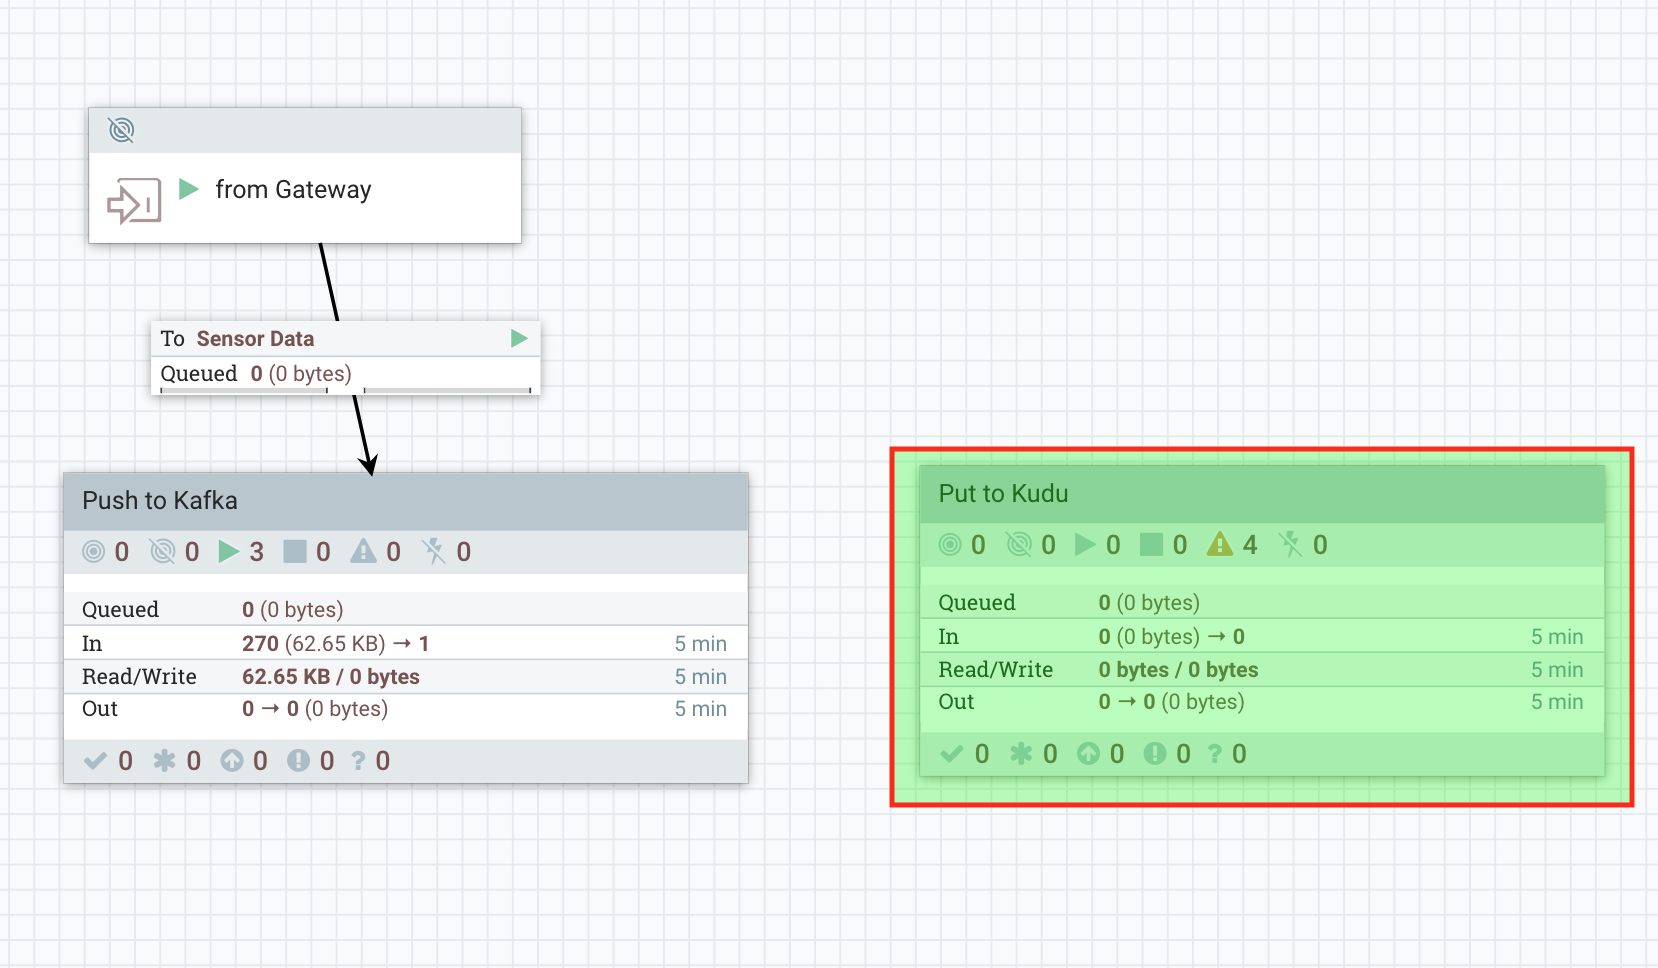 from Gateway
To Sensor Data
Queued 0 (0 bytes)
Push to Kafka
0 0 3 0 0 0
Queued 0 (0 bytes)
In 270 (62.65 KB) → 1 5 min
Read/Write 62.65 KB / 0 bytes 5 min
Out 0 → 0 (0 bytes) 5 min
0 0 0 0 ? 0
Put to Kudu
0 0 0 0 4 0
Queued 0 (0 bytes)
In 0 (0 bytes) → 0 5 min
Read/Write 0 bytes / 0 bytes 5 min
Out 0 → 0 (0 bytes) 5 min
0 0 0 0 ? 0